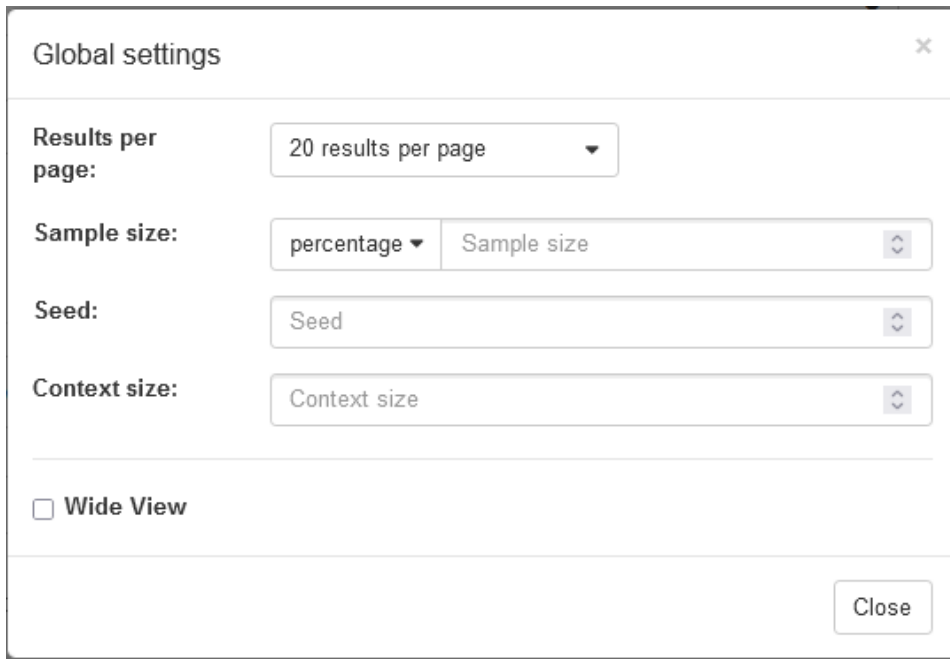 Global settings
×
Results per
page:
20 results per page
Sample size:
percentage
Sample size
Seed:
Seed
Context size:
Context size
Wide View
Close